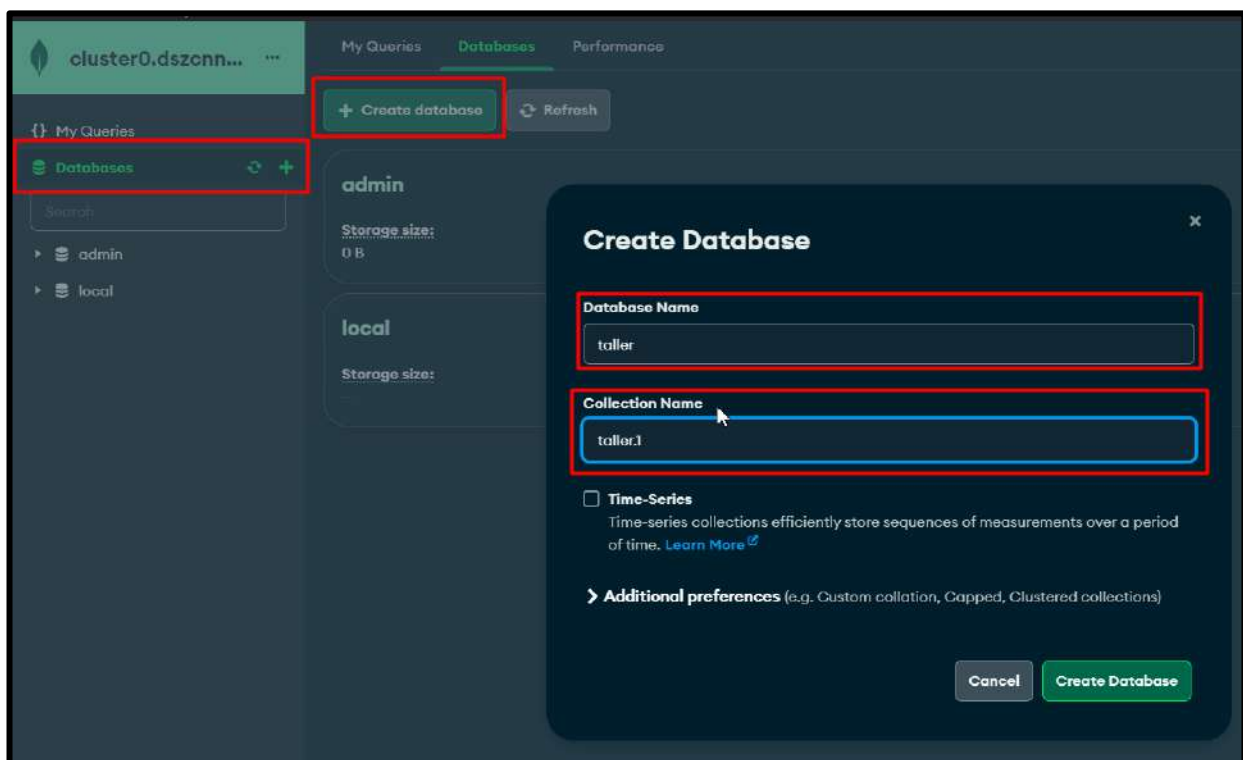 cluster0.dszcnn... ...
My Queries Databases Performance
+ Create database Refresh
{} My Queries
Databases +
Search
admin
local
admin
Storage size:
0 B
local
Storage size:
Create Database
×
Database Name
taller
Collection Name
taller.1
Time-Series
Time-series collections efficiently store sequences of measurements over a period
of time. Learn More
Additional preferences (e.g. Custom collation, Capped, Clustered collections)
Cancel Create Database